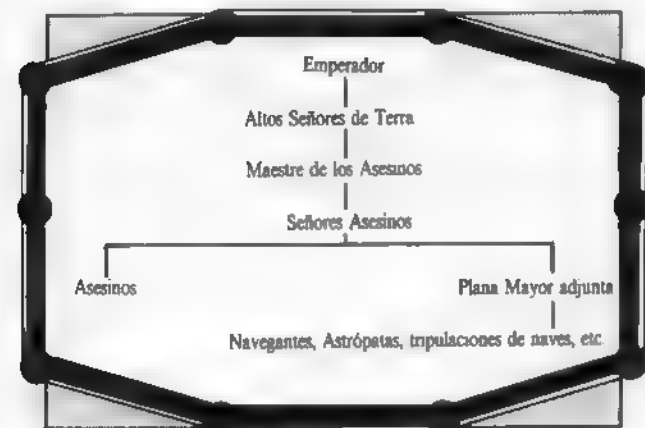 Emperador
Altos Señores de Terra
Maestre de los Asesinos
Señores Asesinos
Asesinos
Plana Mayor adjunta
Navegantes, Astrópatas, tripulaciones de naves, etc.